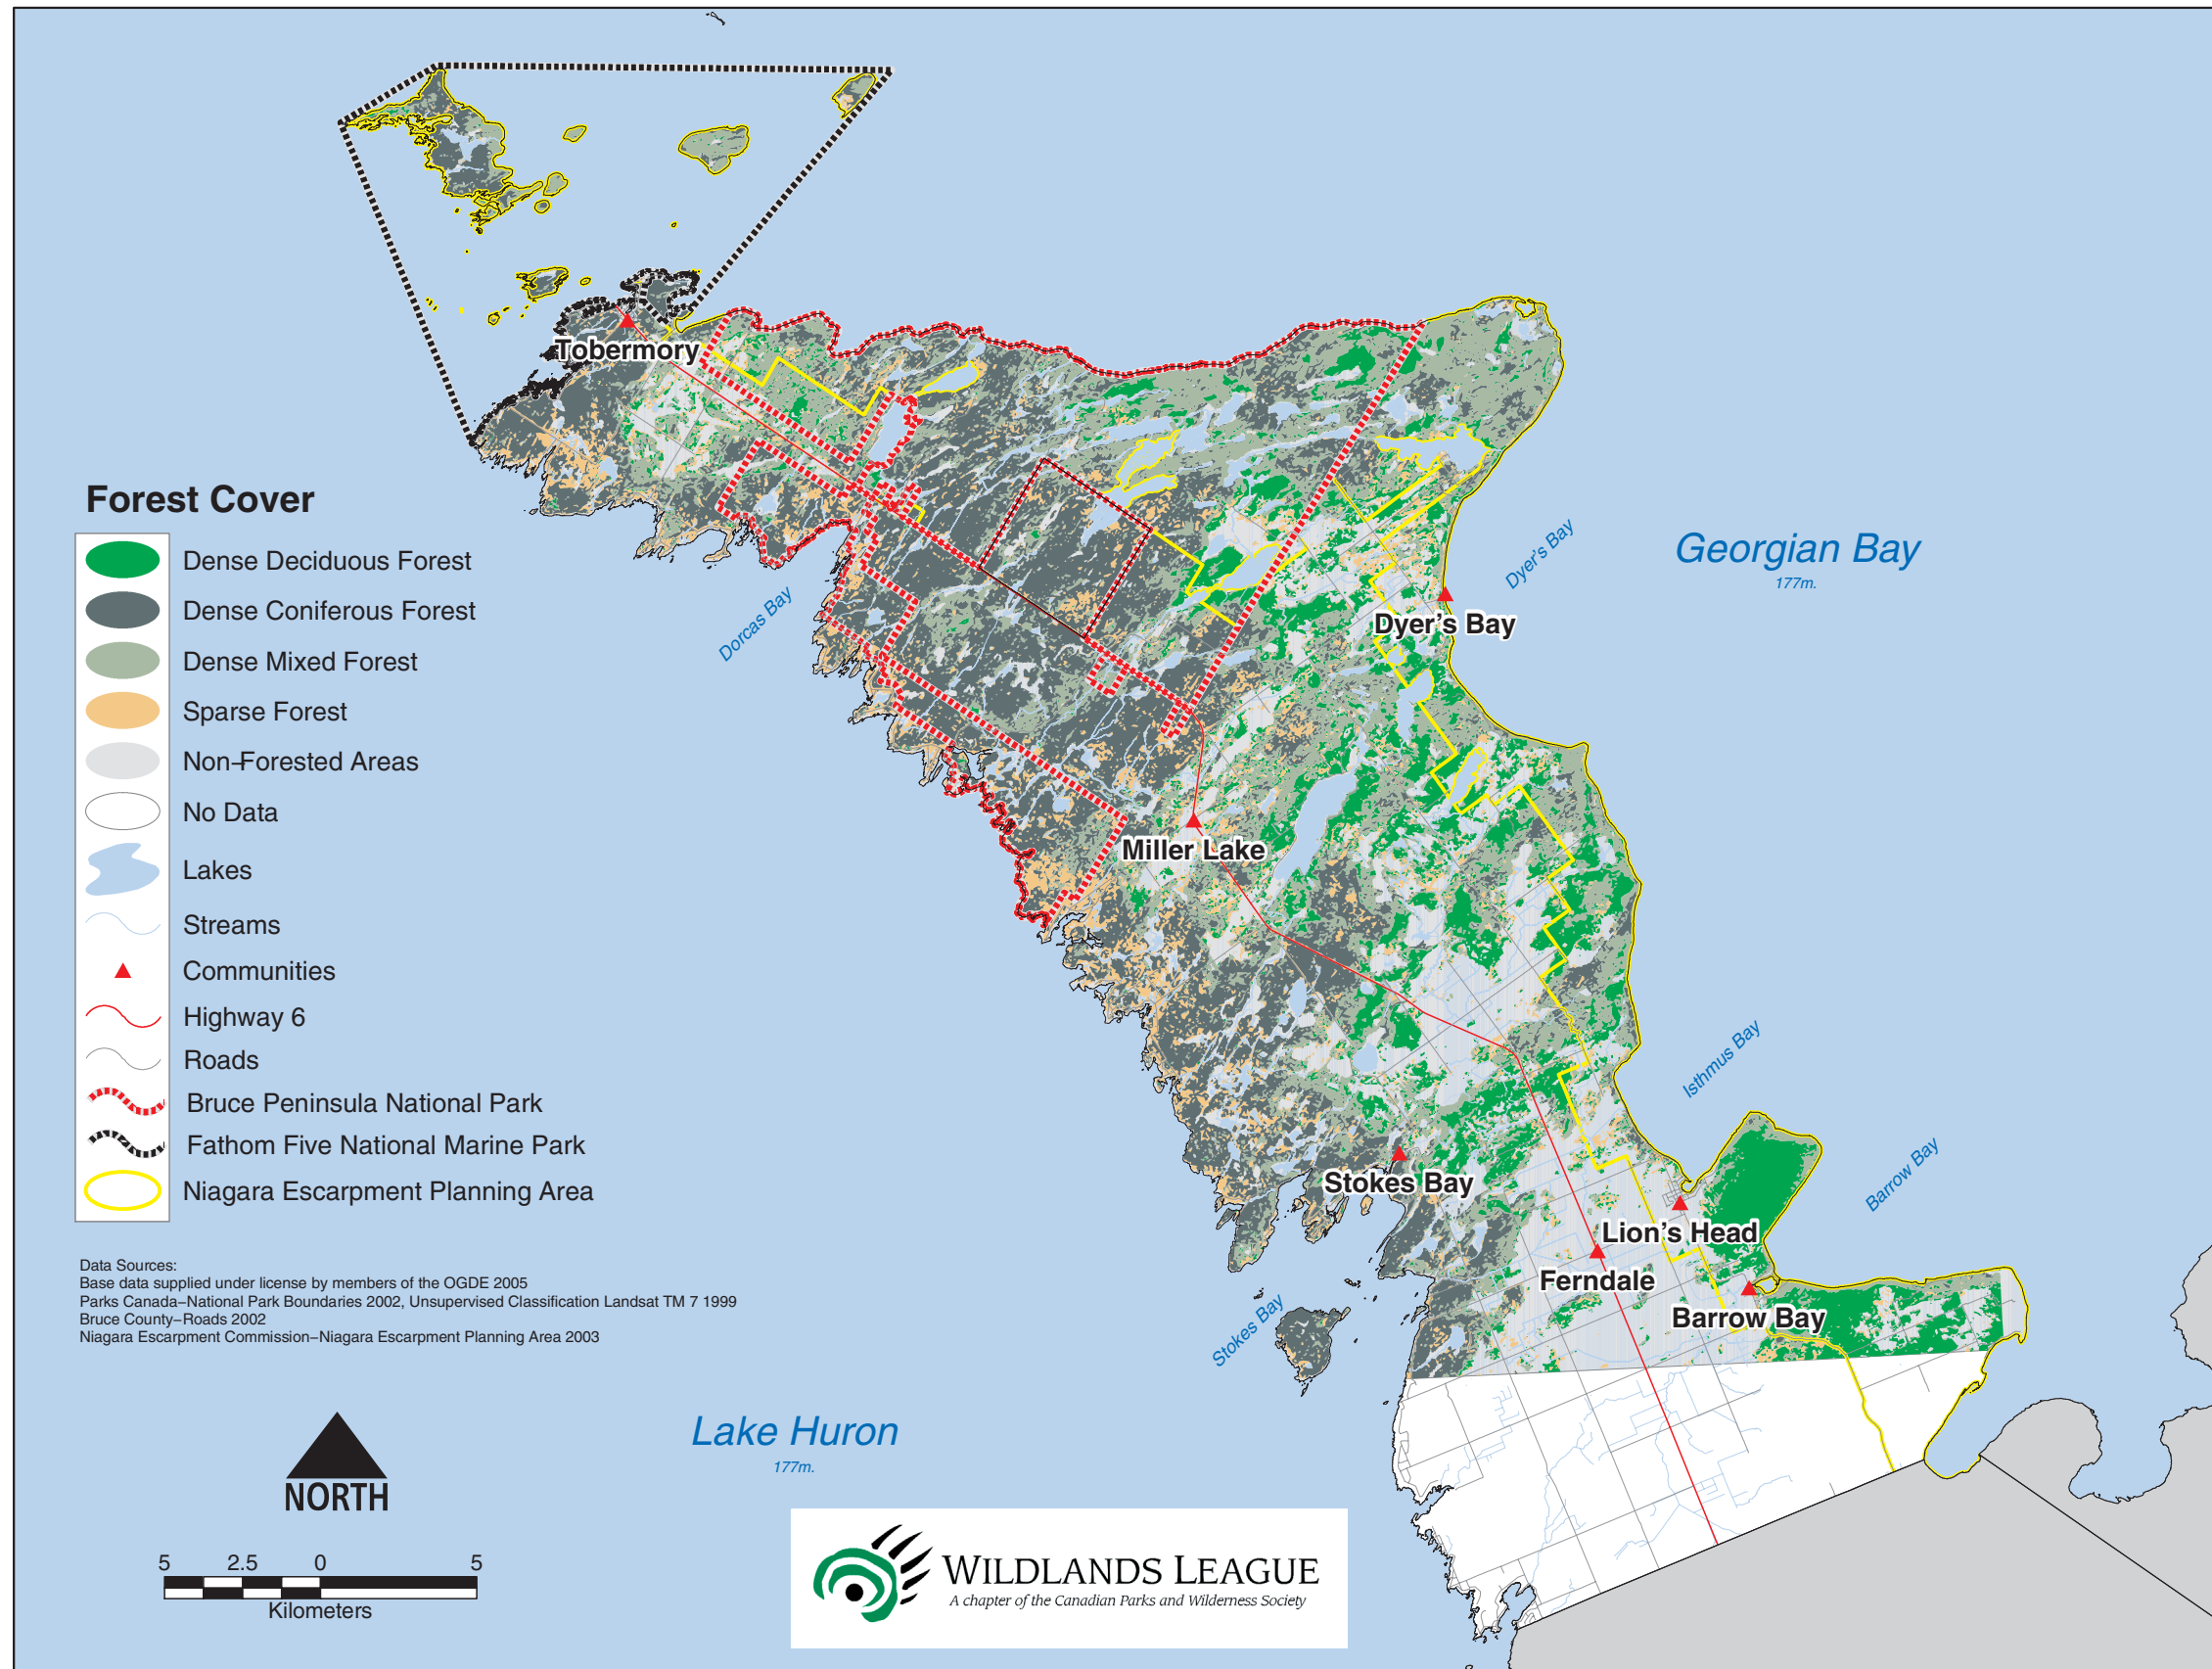 Tobermory
Georgian Bay
177m.
Dyer's Bay
Dyer's Bay
Dorcas Bay
Forest Cover
Dense Deciduous Forest
Dense Coniferous Forest
Dense Mixed Forest
Sparse Forest
Non–Forested Areas
No Data
Lakes
Streams
Communities
Highway 6
Roads
Bruce Peninsula National Park
Fathom Five National Marine Park
Niagara Escarpment Planning Area
Miller Lake
Isthmus Bay
Barrow Bay
Stokes Bay
Lion's Head
Ferndale
Barrow Bay
Stokes Bay
Data Sources:
Base data supplied under license by members of the OGDE 2005
Parks Canada–National Park Boundaries 2002, Unsupervised Classification Landsat TM 7 1999
Bruce County–Roads 2002
Niagara Escarpment Commission–Niagara Escarpment Planning Area 2003
Lake Huron
177m.
NORTH
5 2.5 0 5
Kilometers
WILDLANDS LEAGUE
A chapter of the Canadian Parks and Wilderness Society